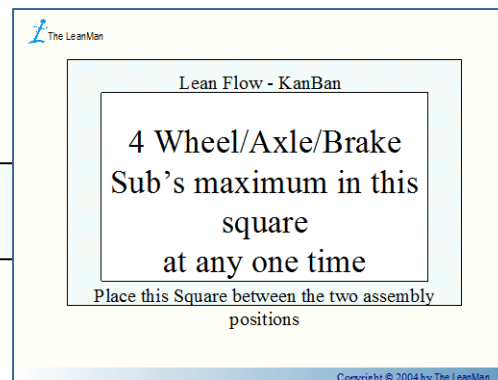 The LeanMan
Lean Flow - KanBan
4 Wheel/Axle/Brake
Sub's maximum in this
square
at any one time
Place this Square between the two assembly
positions
Copyright © 2004 by The LeanMan